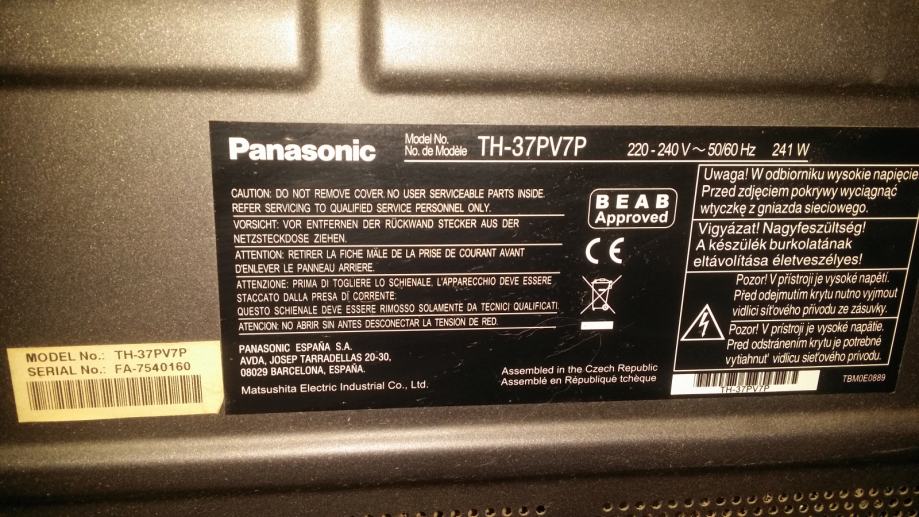 Panasonic
Model No.
No. de Modèle
TH-37PV7P
220 - 240 V ~ 50/60 Hz 241 W
CAUTION: DO NOT REMOVE COVER. NO USER SERVICEABLE PARTS INSIDE.
REFER SERVICING TO QUALIFIED SERVICE PERSONNEL ONLY.
VORSICHT: VOR ENTFERNEN DER RÜCKWAND STECKER AUS DER
NETZSTECKDOSE ZIEHEN.
ATTENTION: RETIRER LA FICHE MÂLE DE LA PRISE DE COURANT AVANT
D'ENLEVER LE PANNEAU ARRIERE.
ATTENZIONE: PRIMA DI TOGLIERE LO SCHIENALE. L'APPARECCHIO DEVE ESSERE
STACCATO DALLA PRESA DI CORRENTE.
QUESTO SCHIENALE DEVE ESSERE RIMOSSO SOLAMENTE DA TECNICI QUALIFICATI.
ATENCION: NO ABRIR SIN ANTES DESCONECTAR LA TENSION DE RED.
PANASONIC ESPAÑA S.A.
AVDA, JOSEP TARRADELLAS 20-30,
08029 BARCELONA, ESPAÑA.
Matsushita Electric Industrial Co., Ltd.
BEAB
Approved
CE
Assembled in the Czech Republic
Assemblé en République tchèque
Uwaga! W odbiorniku wysokie napięcie
Przed zdjęciem pokrywy wyciągnąć
wtyczkę z gniazda sieciowego.
Vigyázat! Nagyfeszültség!
A készülék burkolatának
eltávolítása életveszélyes!
Pozor! V přístroji je vysoké napětí.
Před odejmutím krytu nutno vyjmout
vidlici síťového přívodu ze zásuvky.
Pozor! V prístroji je vysoké napätie.
Pred odstránením krytu je potrebné
vytiahnuť vidlicu sieťového prívodu.
TH-37PV7P
TBM0E0889
MODEL No.: TH-37PV7P
SERIAL No.: FA-7540160